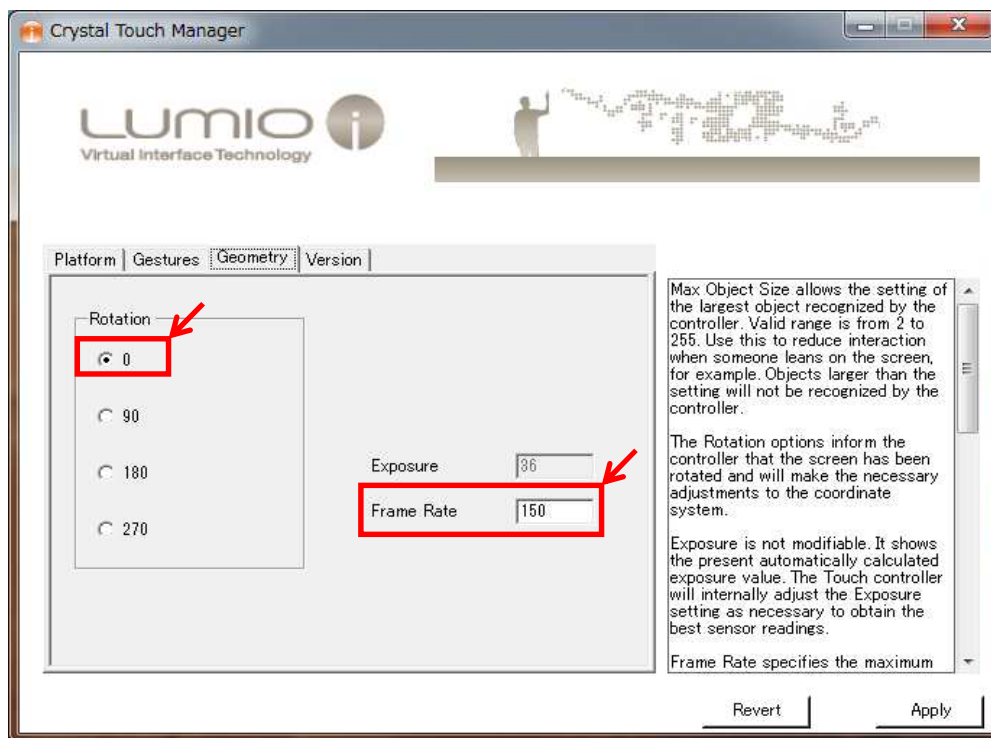 Crystal Touch Manager
LUMIO i
Virtual Interface Technology
Platform
Gestures
Geometry
Version
Rotation
0
90
180
270
Exposure
36
Frame Rate
150
Max Object Size allows the setting of
the largest object recognized by the
controller. Valid range is from 2 to
255. Use this to reduce interaction
when someone leans on the screen,
for example. Objects larger than the
setting will not be recognized by the
controller.
The Rotation options inform the
controller that the screen has been
rotated and will make the necessary
adjustments to the coordinate
system.
Exposure is not modifiable. It shows
the present automatically calculated
exposure value. The Touch controller
will internally adjust the Exposure
setting as necessary to obtain the
best sensor readings.
Frame Rate specifies the maximum
Revert
Apply